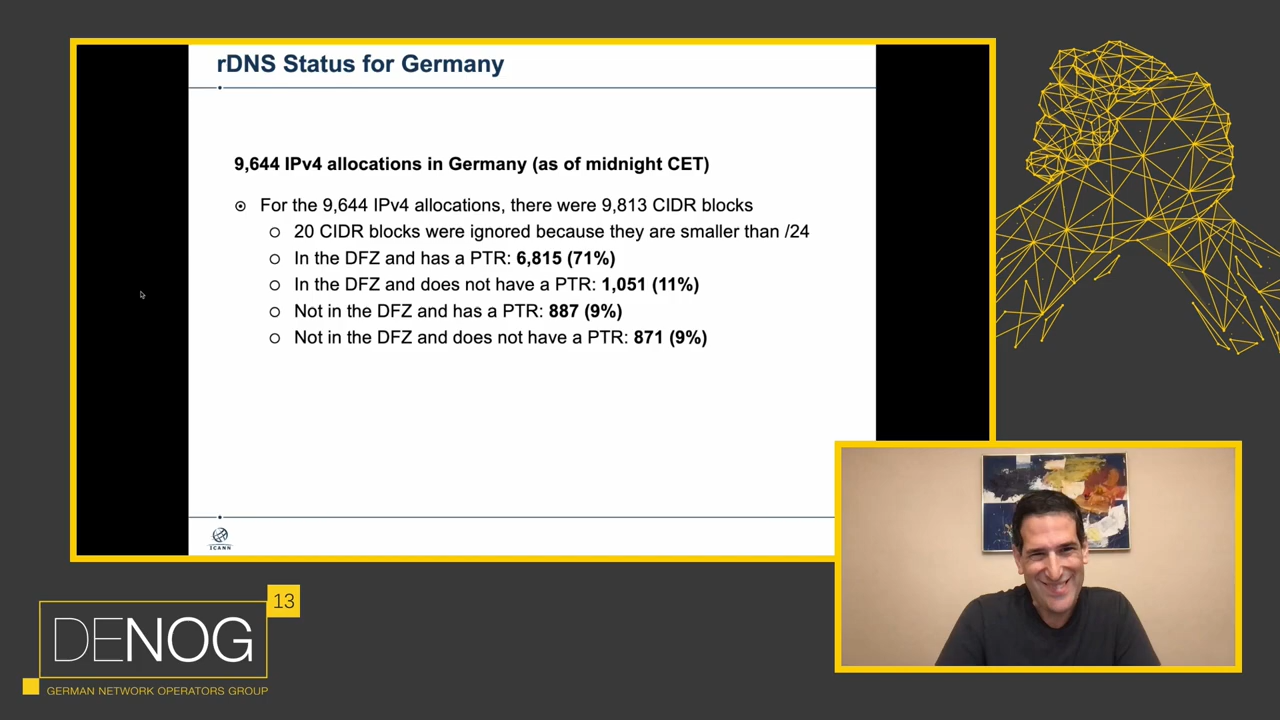 rDNS Status for Germany
9,644 IPv4 allocations in Germany (as of midnight CET)
For the 9,644 IPv4 allocations, there were 9,813 CIDR blocks
20 CIDR blocks were ignored because they are smaller than /24
In the DFZ and has a PTR: 6,815 (71%)
In the DFZ and does not have a PTR: 1,051 (11%)
Not in the DFZ and has a PTR: 887 (9%)
Not in the DFZ and does not have a PTR: 871 (9%)
ICANN
13
DENOG
GERMAN NETWORK OPERATORS GROUP